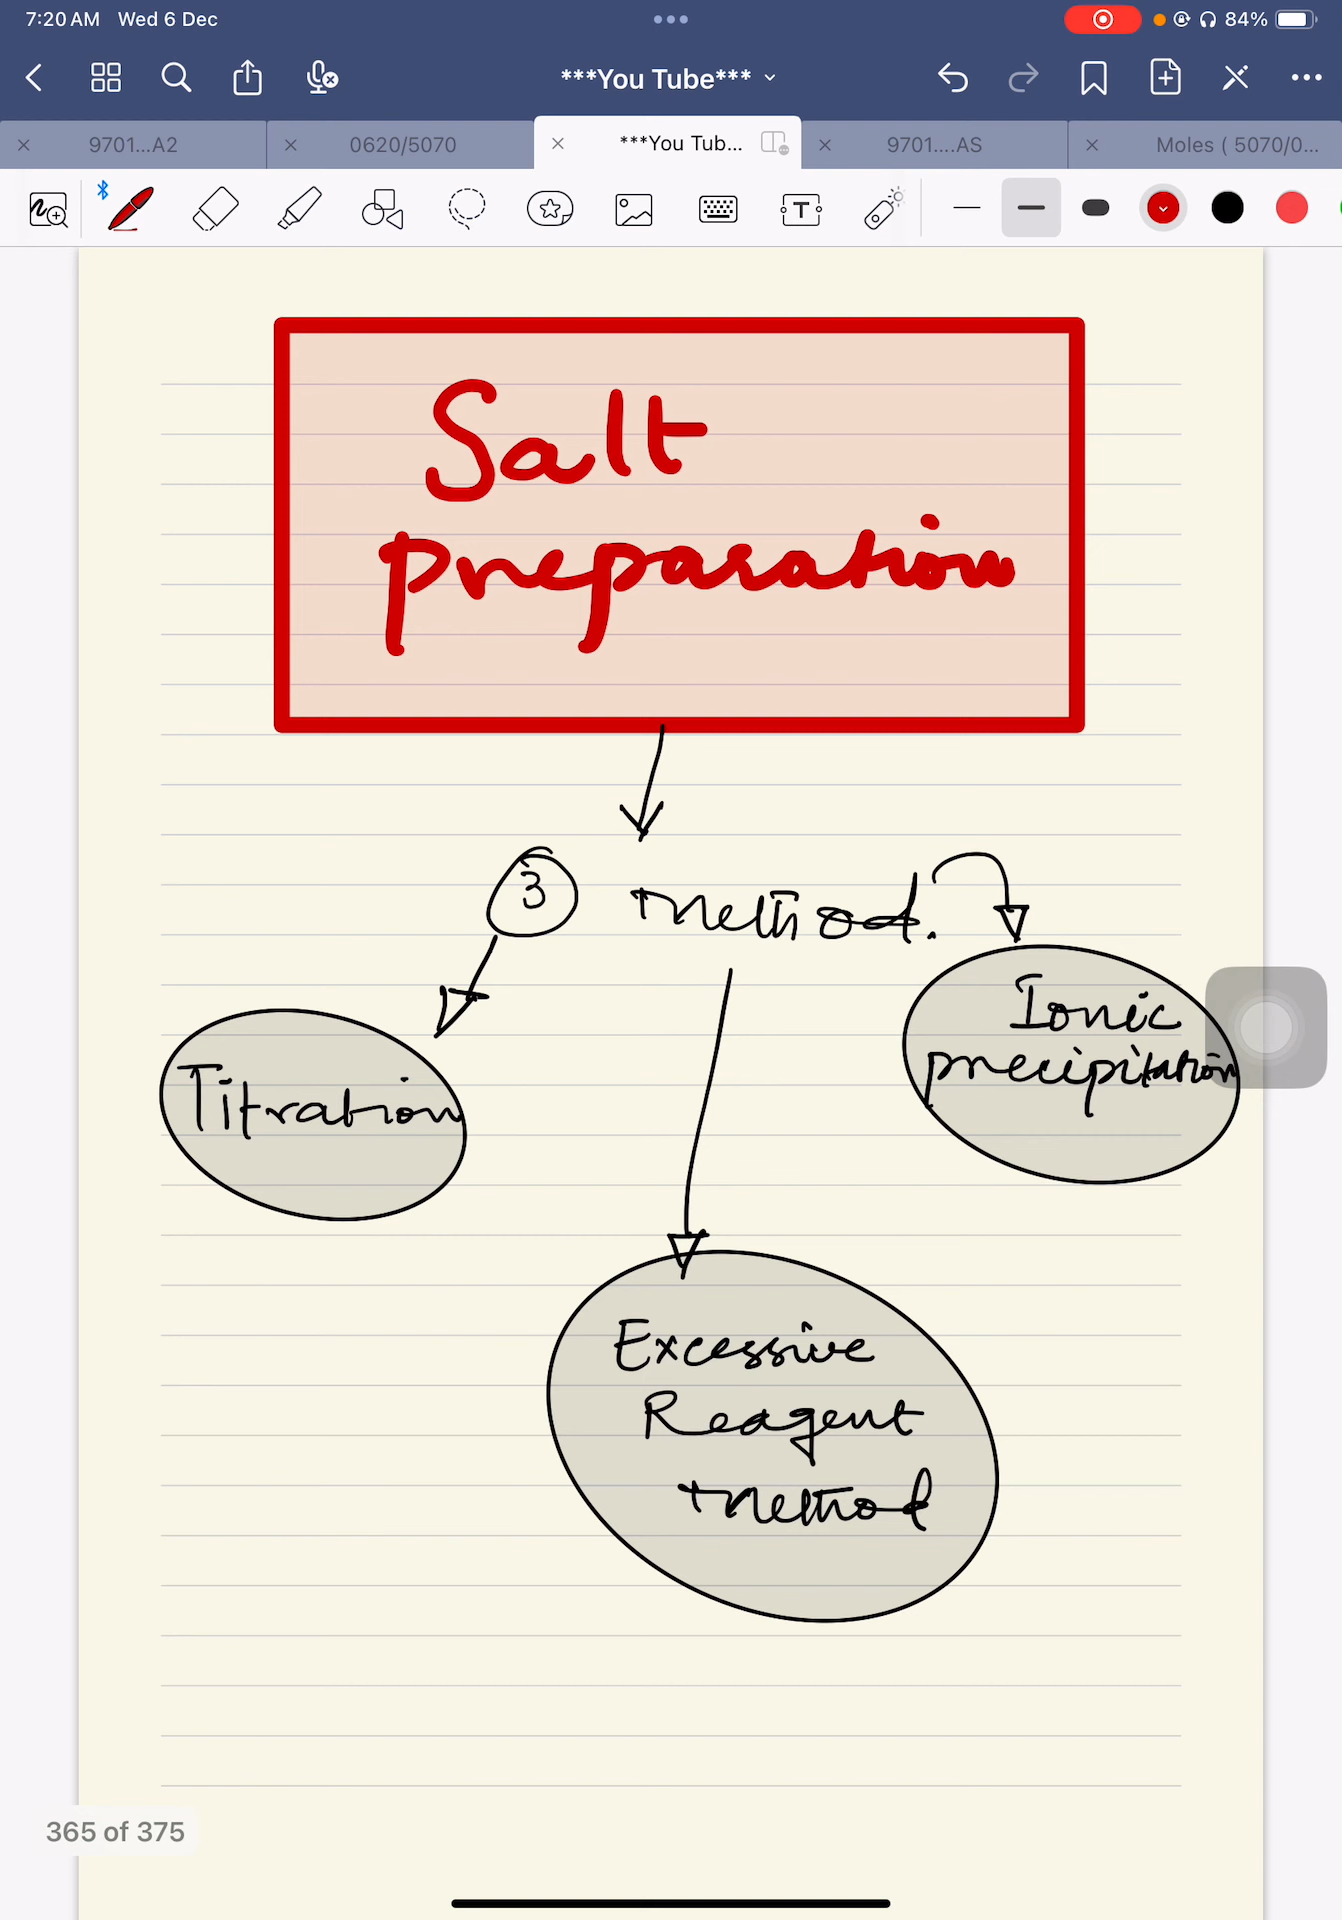 7:20 AM Wed 6 Dec
84%
***You Tube***
9701...A2
0620/5070
***You Tub...
9701....AS
Moles ( 5070/0...
T
Salt
preparation
3 method.
Ionic
precipitation
Titration
Excessive
Reagent
method
365 of 375